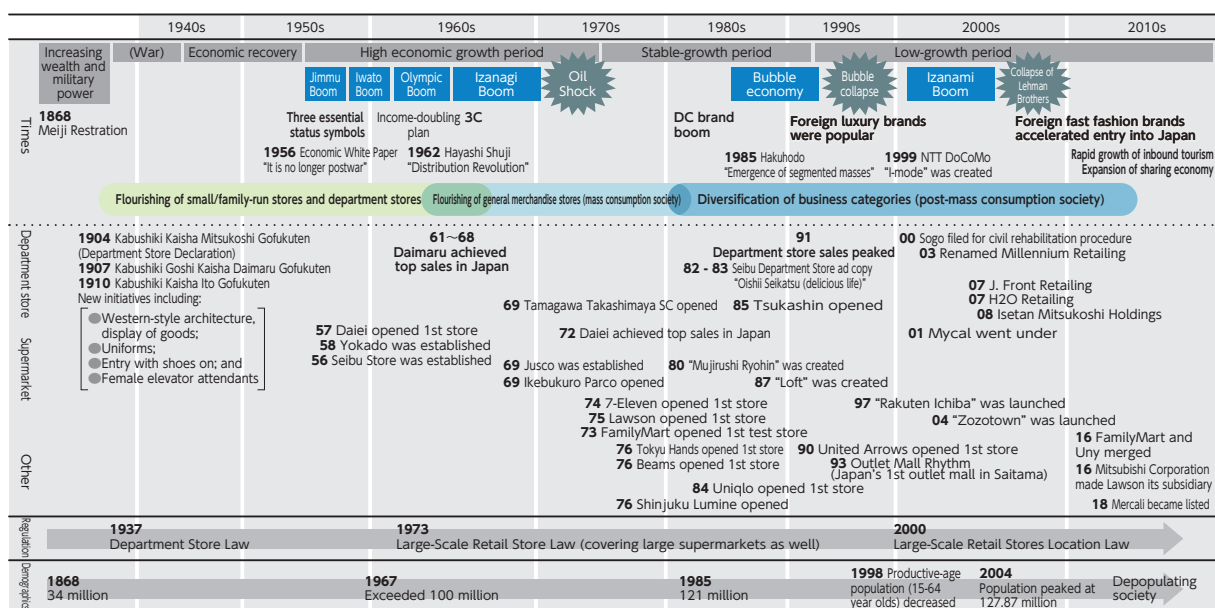 1940s 1950s 1960s 1970s 1980s 1990s 2000s 2010s
Times
Increasing
wealth and
military
power
(War)
Economic recovery
High economic growth period
Stable-growth period
Low-growth period
Jimmu
Boom
Iwato
Boom
Olympic
Boom
Izanagi
Boom
Oil
Shock
Bubble
economy
Bubble
collapse
Izanami
Boom
Collapse of
Lehman
Brothers
1868
Meiji Restration
Three essential
status symbols
1956 Economic White Paper
"It is no longer postwar"
Income-doubling
plan
3C
1962 Hayashi Shuji
"Distribution Revolution"
DC brand
boom
1985 Hakuhodo
"Emergence of segmented masses"
Foreign luxury brands
were popular
1999 NTT DoCoMo
"I-mode" was created
Foreign fast fashion brands
accelerated entry into Japan
Rapid growth of inbound tourism
Expansion of sharing economy
Flourishing of small/family-run stores and department stores
Flourishing of general merchandise stores (mass consumption society)
Diversification of business categories (post-mass consumption society)
Department store
1904 Kabushiki Kaisha Mitsukoshi Gofukuten
(Department Store Declaration)
1907 Kabushiki Goshi Kaisha Daimaru Gofukuten
1910 Kabushiki Kaisha Ito Gofukuten
New initiatives including:
●Western-style architecture,
display of goods;
●Uniforms;
●Entry with shoes on; and
●Female elevator attendants
61~68
Daimaru achieved
top sales in Japan
69 Tamagawa Takashimaya SC opened
91
Department store sales peaked
82 - 83 Seibu Department Store ad copy
"Oishii Seikatsu (delicious life)"
85 Tsukashin opened
00 Sogo filed for civil rehabilitation procedure
03 Renamed Millennium Retailing
07 J. Front Retailing
07 H2O Retailing
08 Isetan Mitsukoshi Holdings
Supermarket
57 Daiei opened 1st store
58 Yokado was established
56 Seibu Store was established
72 Daiei achieved top sales in Japan
01 Mycal went under
69 Jusco was established
69 Ikebukuro Parco opened
80 "Mujirushi Ryohin" was created
87 "Loft" was created
Other
74 7-Eleven opened 1st store
75 Lawson opened 1st store
73 FamilyMart opened 1st test store
76 Tokyu Hands opened 1st store
76 Beams opened 1st store
84 Uniqlo opened 1st store
76 Shinjuku Lumine opened
97 "Rakuten Ichiba" was launched
04 "Zozotown" was launched
90 United Arrows opened 1st store
93 Outlet Mall Rhythm
(Japan's 1st outlet mall in Saitama)
16 FamilyMart and
Uny merged
16 Mitsubishi Corporation
made Lawson its subsidiary
18 Mercali became listed
Regulation
1937
Department Store Law
1973
Large-Scale Retail Store Law (covering large supermarkets as well)
2000
Large-Scale Retail Stores Location Law
Demographics
1868
34 million
1967
Exceeded 100 million
1985
121 million
1998 Productive-age
population (15-64
year olds) decreased
2004
Population peaked at
127.87 million
Depopulating
society